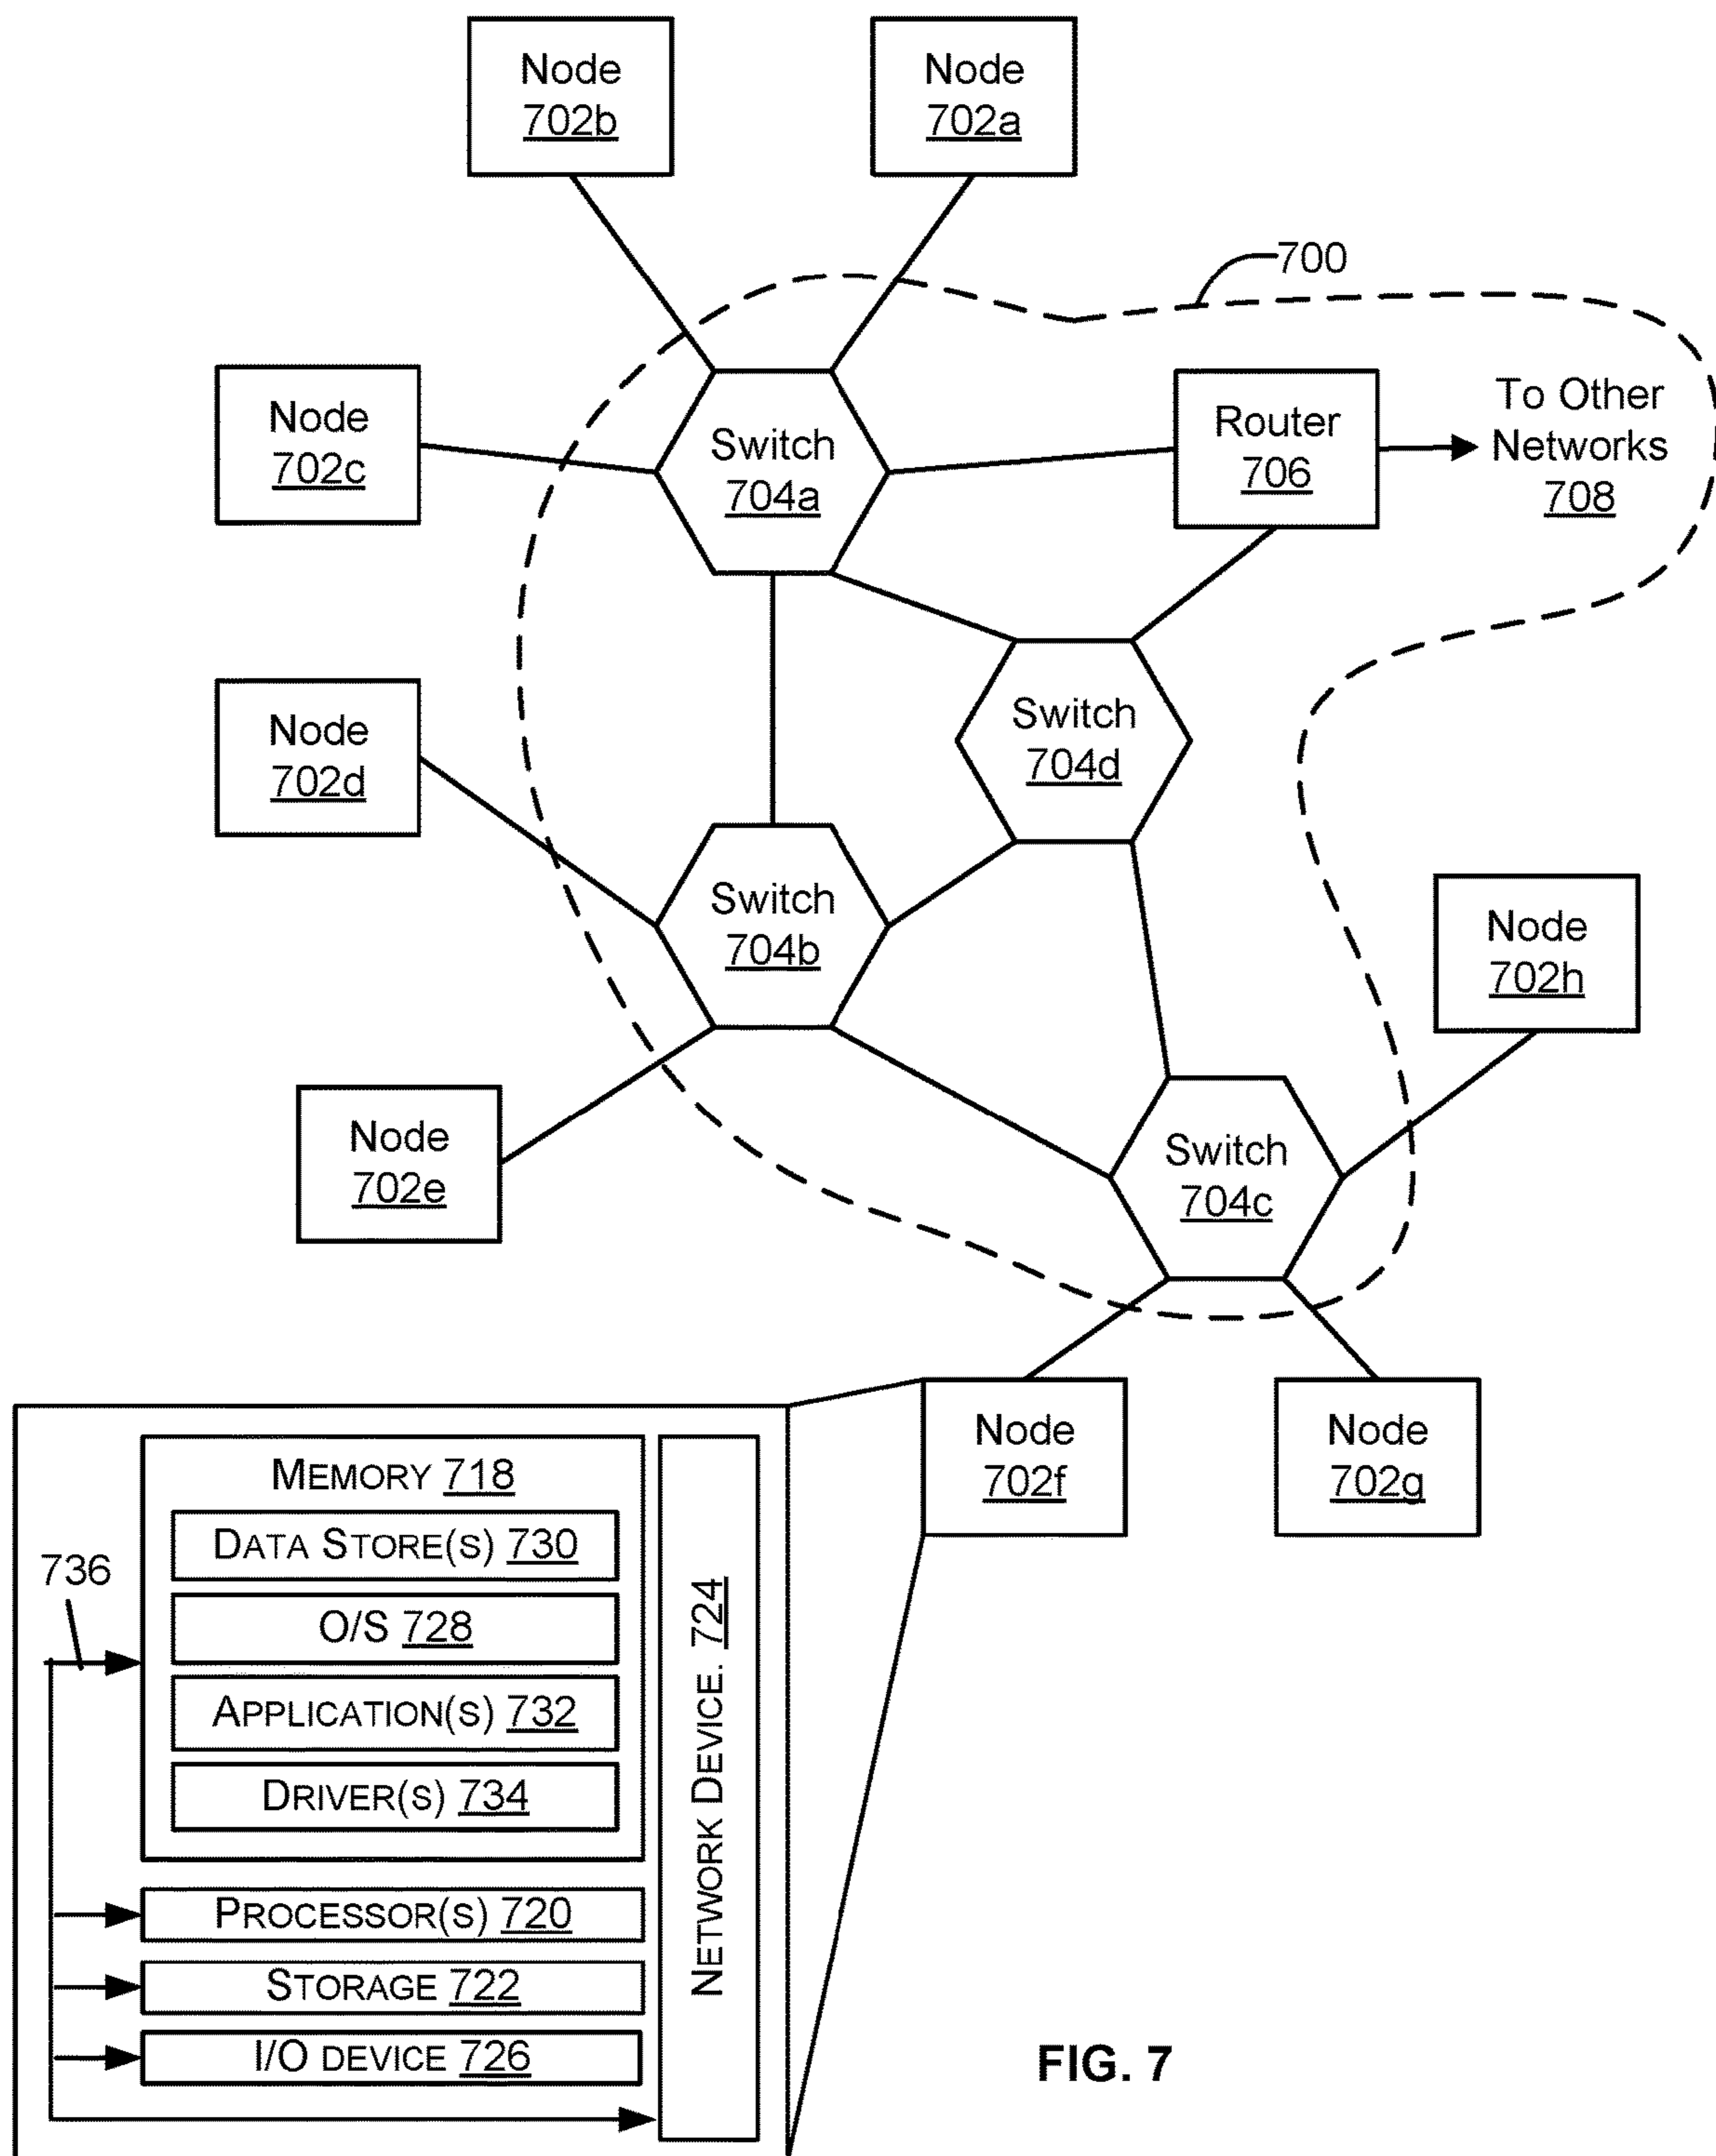 Node
702b
Node
702a
700
Node
702c
Switch
704a
Router
706
To Other
Networks
708
Node
702d
Switch
704d
Switch
704b
Node
702h
Node
702e
Switch
704c
Node
702f
Node
702g
MEMORY 718
DATA STORE(S) 730
736
O/S 728
APPLICATION(S) 732
DRIVER(S) 734
NETWORK DEVICE. 724
PROCESSOR(S) 720
STORAGE 722
I/O DEVICE 726
FIG. 7